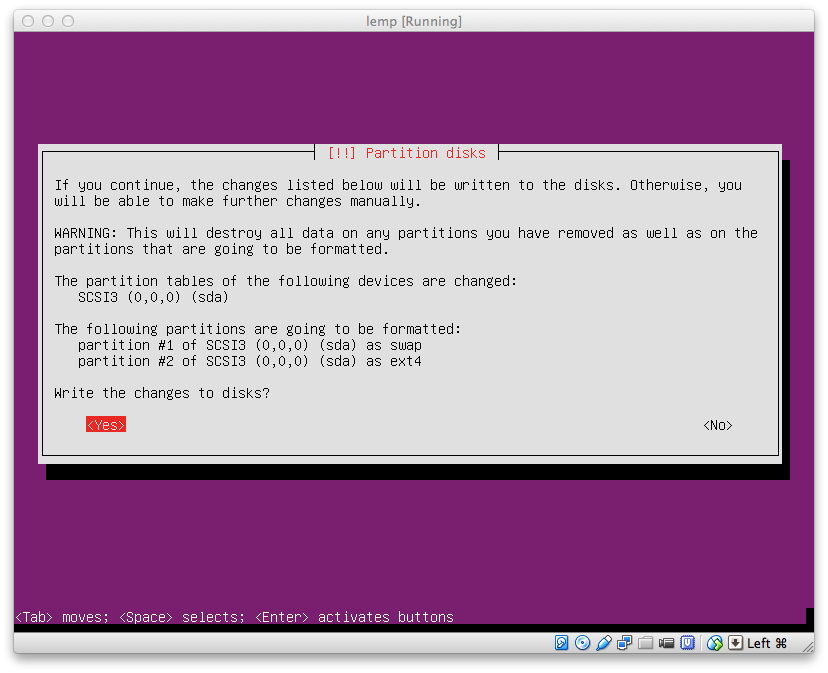 lemp [Running]
[!!] Partition disks
If you continue, the changes listed below will be written to the disks. Otherwise, you
will be able to make further changes manually.
WARNING: This will destroy all data on any partitions you have removed as well as on the
partitions that are going to be formatted.
The partition tables of the following devices are changed:
SCSI3 (0,0,0) (sda)
The following partitions are going to be formatted:
partition #1 of SCSI3 (0,0,0) (sda) as swap
partition #2 of SCSI3 (0,0,0) (sda) as ext4
Write the changes to disks?
<Yes> <No>
<Tab> moves; <Space> selects; <Enter> activates buttons
Left ⌘